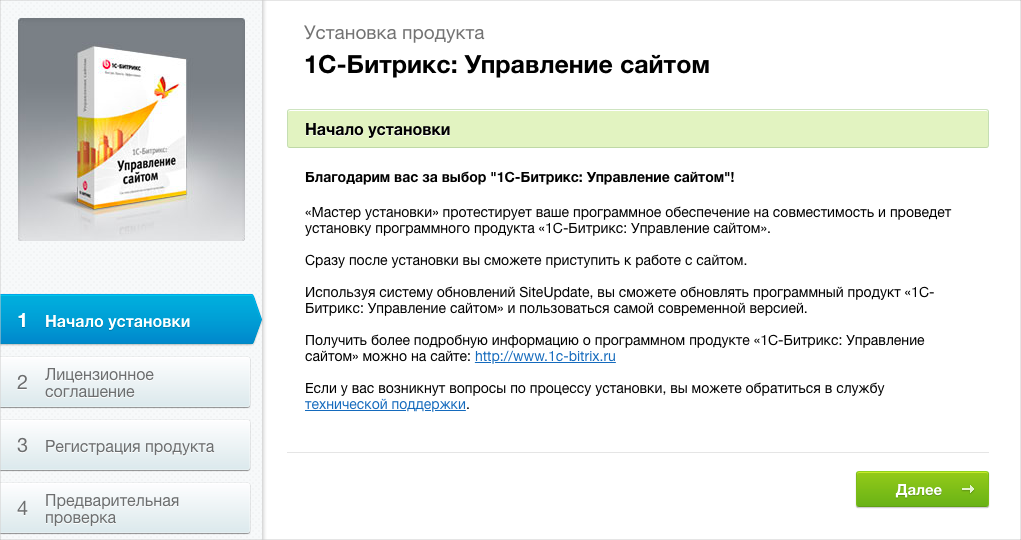 1С-БИТРИКС
1С-Битрикс:
Управление
сайтом
Управление сайтом
1С-БИТРИКС
1 Начало установки
2 Лицензионное
соглашение
3 Регистрация продукта
4 Предварительная
проверка
Установка продукта
1С-Битрикс: Управление сайтом
Начало установки
Благодарим вас за выбор "1С-Битрикс: Управление сайтом"!
«Мастер установки» протестирует ваше программное обеспечение на совместимость и проведет
установку программного продукта «1С-Битрикс: Управление сайтом».
Сразу после установки вы сможете приступить к работе с сайтом.
Используя систему обновлений SiteUpdate, вы сможете обновлять программный продукт «1С-
Битрикс: Управление сайтом» и пользоваться самой современной версией.
Получить более подробную информацию о программном продукте «1С-Битрикс: Управление
сайтом» можно на сайте: http://www.1c-bitrix.ru
Если у вас возникнут вопросы по процессу установки, вы можете обратиться в службу
технической поддержки.
Далее →